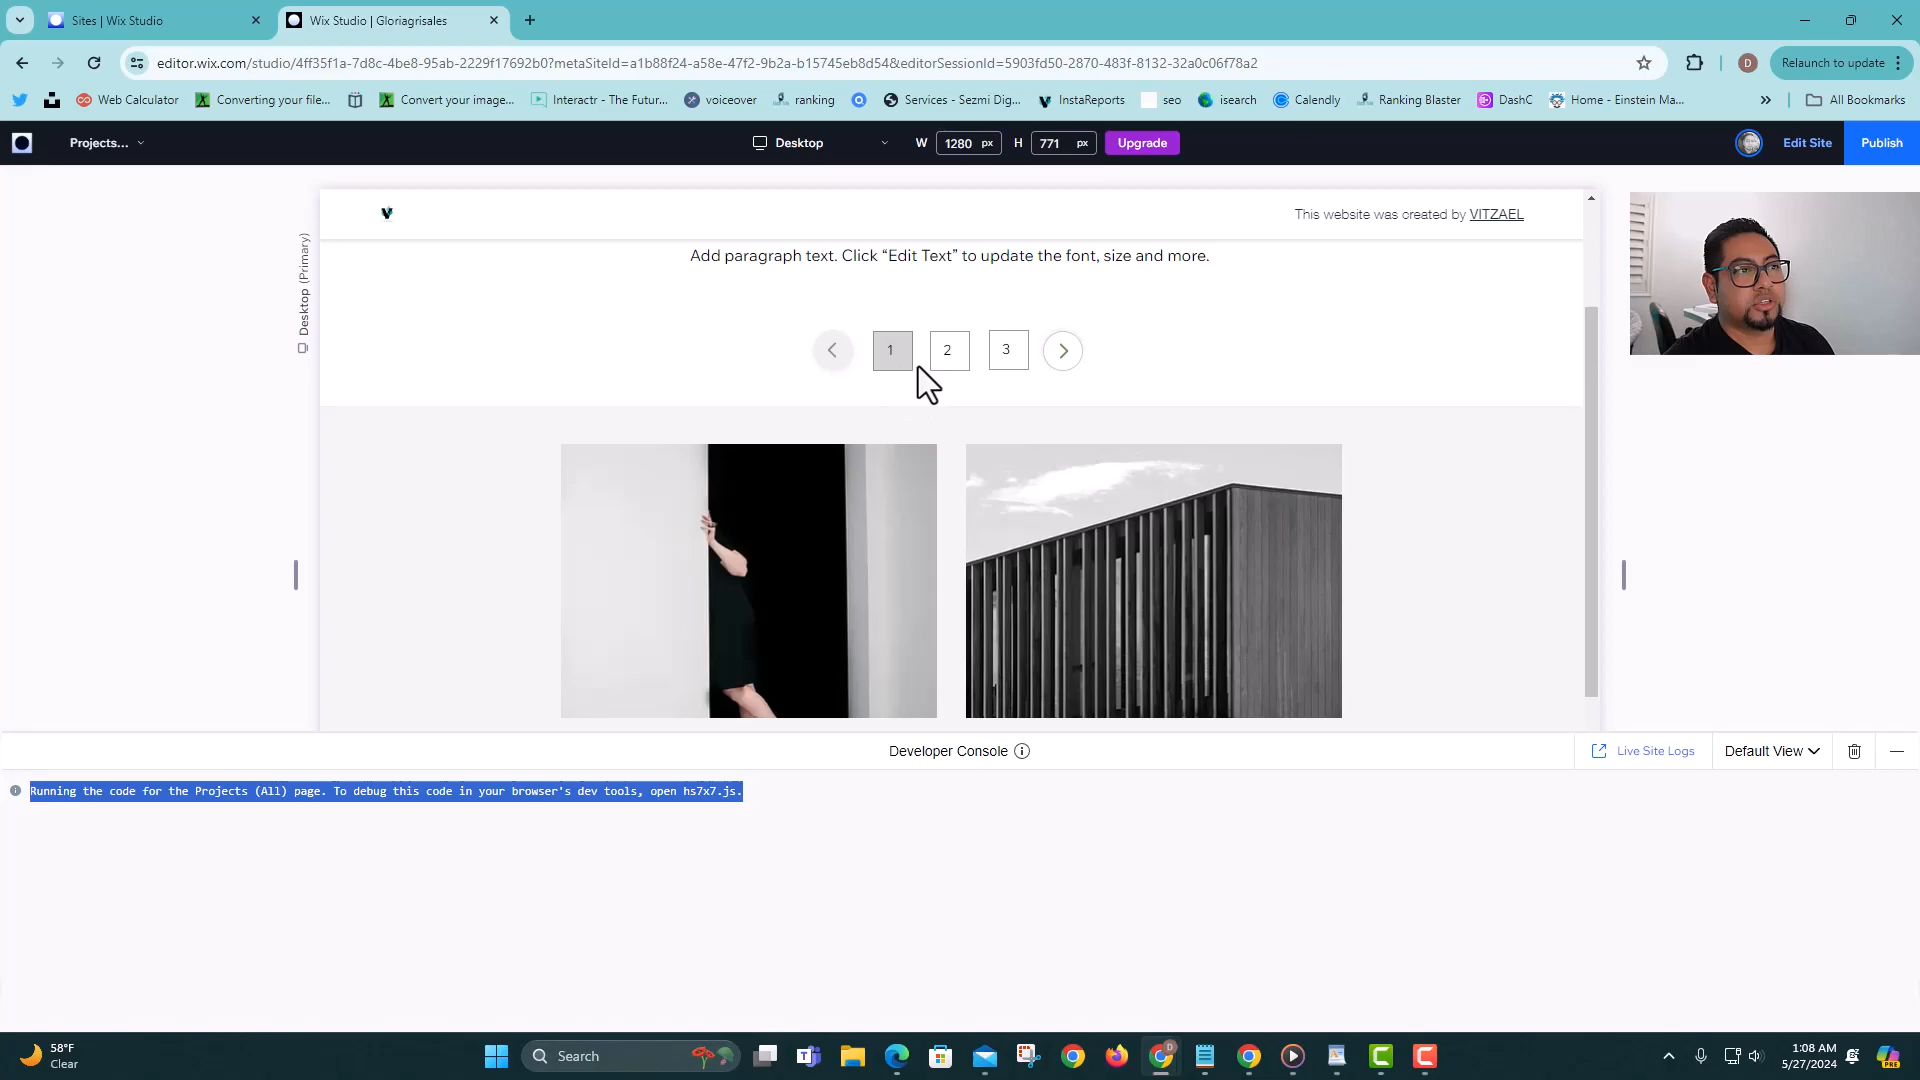 Sites | Wix Studio
Wix Studio | Gloriagrisales
editor.wix.com/studio/4ff35f1a-7d8c-4be8-95ab-2229f17692b0?metaSiteId=a1b88f24-a58e-47f2-9b2a-b15745eb8d54&editorSessionId=5903fd50-2870-483f-8132-32a0c06f78a2
D
Relaunch to update
Web Calculator
Converting your file...
Convert your image...
Interactr - The Futur...
voiceover
ranking
Services - Sezmi Dig...
InstaReports
seo
isearch
Calendly
Ranking Blaster
DashC
Home - Einstein Ma...
All Bookmarks
Projects...
Desktop
W 1280 px H 771 px
Upgrade
Edit Site
Publish
Desktop (Primary)
This website was created by VITZAEL
Add paragraph text. Click “Edit Text” to update the font, size and more.
1 2 3
Developer Console
Live Site Logs
Default View
Running the code for the Projects (All) page. To debug this code in your browser's dev tools, open hs7x7.js.
58°F
Clear
Search
1:08 AM
5/27/2024